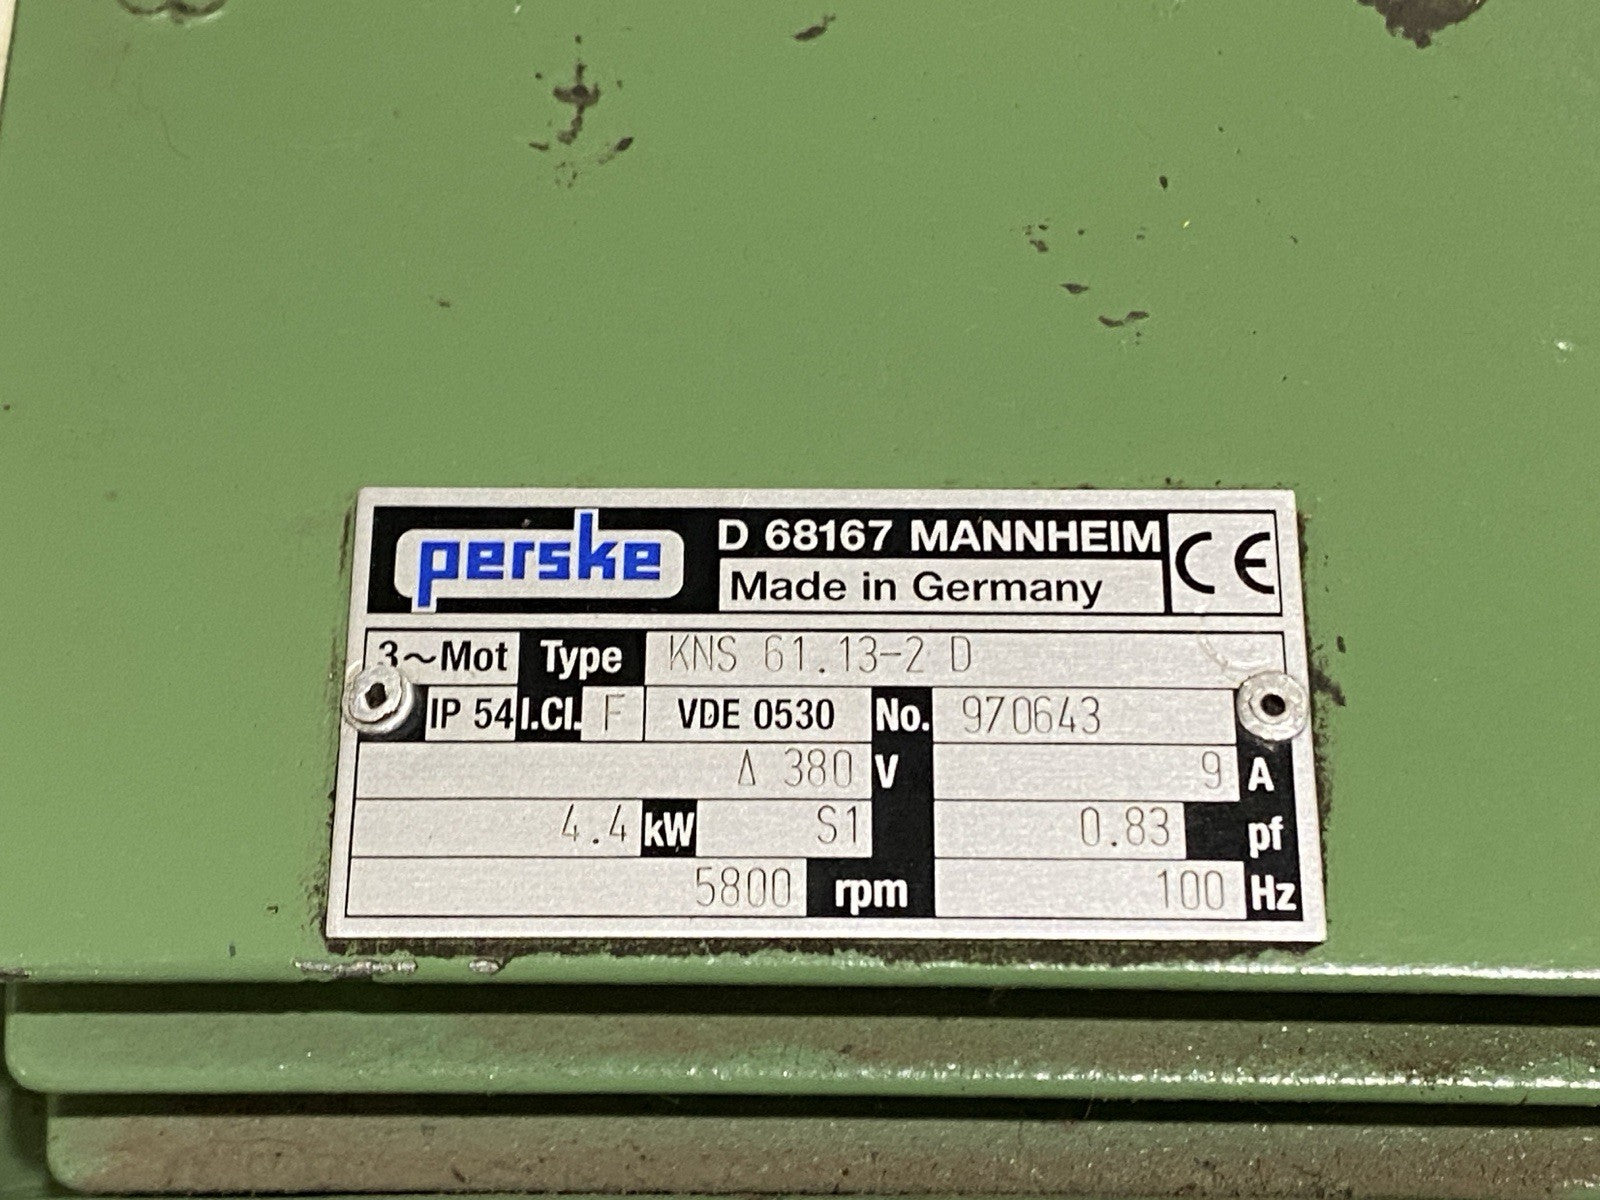 perske D 68167 MANNHEIM CE
Made in Germany
3~Mot Type KNS 61.13-2 D
IP 54 I.Cl. F VDE 0530 No. 970643
Δ 380 V 9 A
4.4 kW S1 0.83 pf
5800 rpm 100 Hz